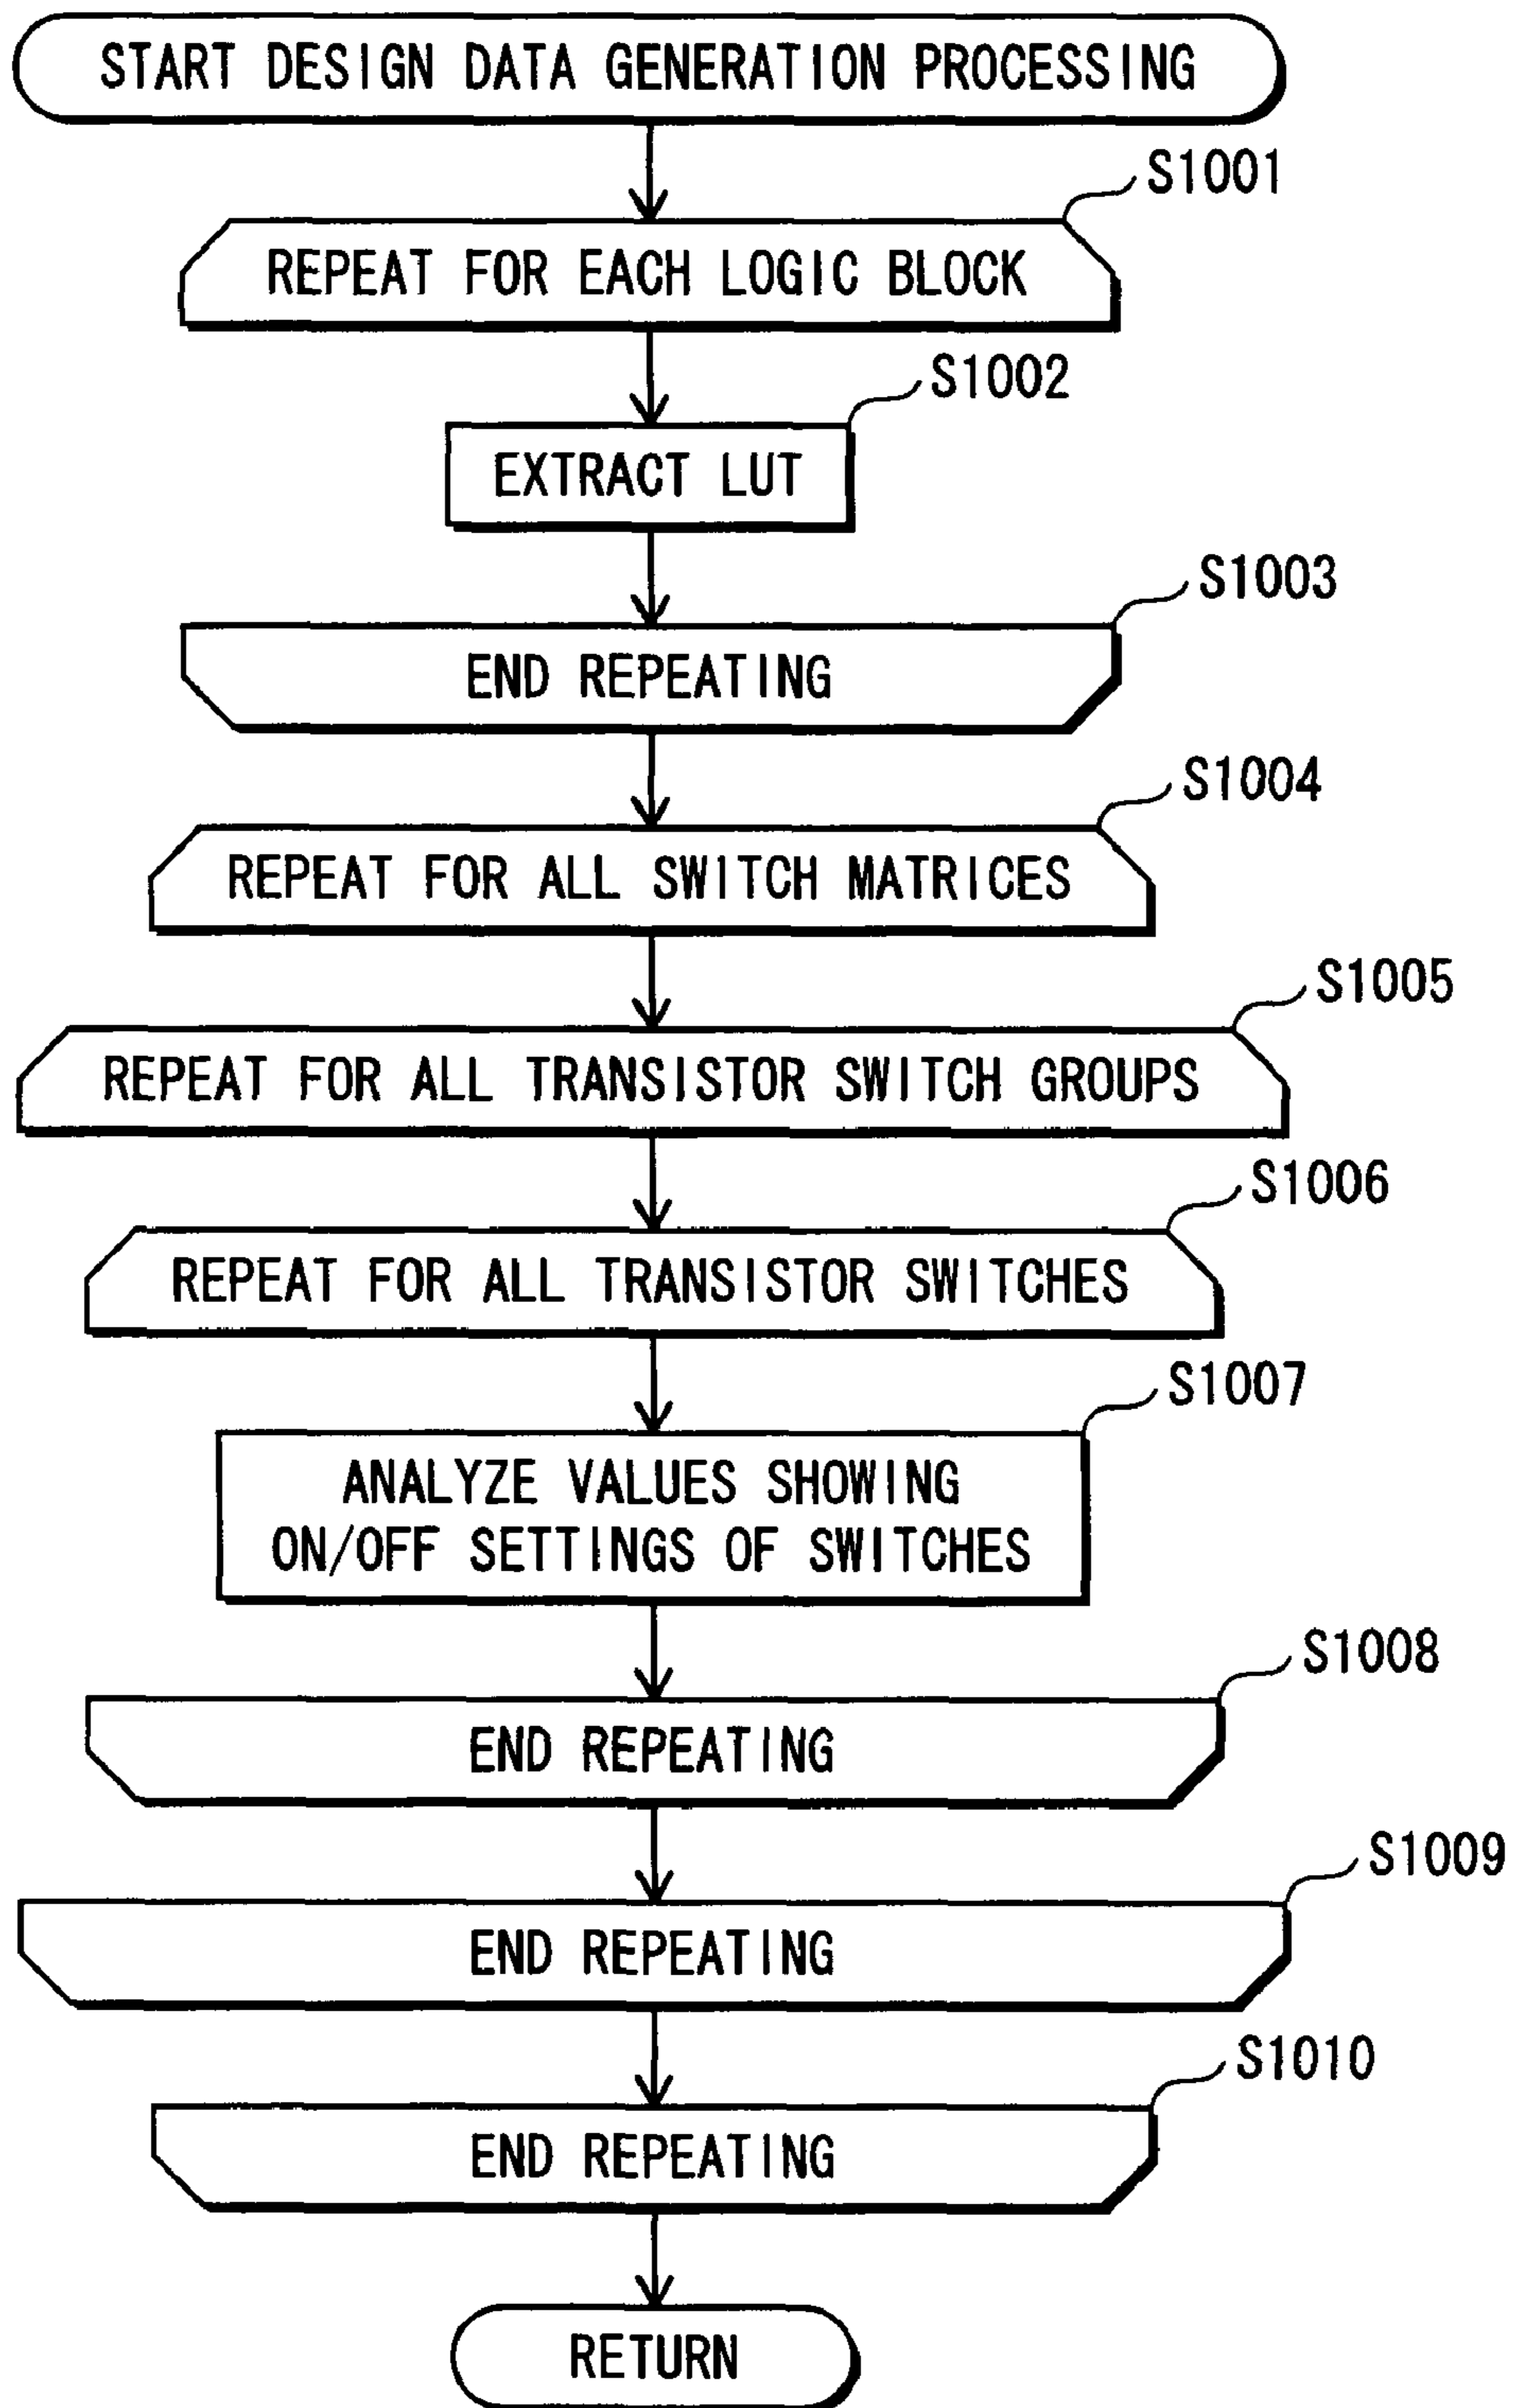 START DESIGN DATA GENERATION PROCESSING
S1001
REPEAT FOR EACH LOGIC BLOCK
S1002
EXTRACT LUT
S1003
END REPEATING
S1004
REPEAT FOR ALL SWITCH MATRICES
S1005
REPEAT FOR ALL TRANSISTOR SWITCH GROUPS
S1006
REPEAT FOR ALL TRANSISTOR SWITCHES
S1007
ANALYZE VALUES SHOWING
ON/OFF SETTINGS OF SWITCHES
S1008
END REPEATING
S1009
END REPEATING
S1010
END REPEATING
RETURN